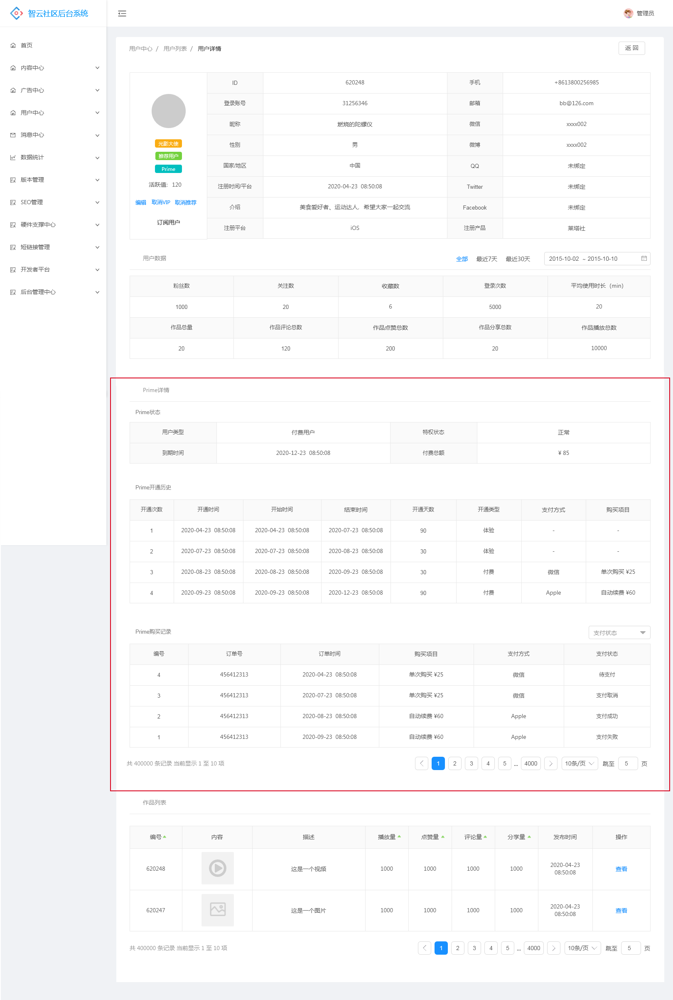 智云社区后台系统
管理员
首页
内容中心
广告中心
用户中心
消息中心
数据统计
版本管理
SEO管理
硬件支撑中心
短链接管理
开发者平台
后台管理中心
用户中心 / 用户列表 / 用户详情
返 回
光影大使
推荐用户
Prime
活跃值: 120
编辑 取消VIP 取消推荐
订阅用户
ID 620248 手机 +8613800256985
登录账号 31256346 邮箱 bb@126.com
昵称 燃烧的陀螺仪 微信 xxxx002
性别 男 微博 xxxx002
国家/地区 中国 QQ 未绑定
注册时间/平台 2020-04-23 08:50:08 Twitter 未绑定
介绍 美食爱好者、运动达人, 希望大家一起交流 Facebook 未绑定
注册平台 iOS 注册产品 莱塔社
用户数据 全部 最近7天 最近30天 2015-10-02 ~ 2015-10-10
粉丝数 关注数 收藏数 登录次数 平均使用时长（min）
1000 20 6 5000 20
作品总量 作品评论总数 作品点赞总数 作品分享总数 作品播放总数
20 120 200 20 10000
Prime详情
Prime状态
用户类型 付费用户 特权状态 正常
到期时间 2020-12-23 08:50:08 付费总额 ¥ 85
Prime开通历史
开通次数 开通时间 开始时间 结束时间 开通天数 开通类型 支付方式 购买项目
1 2020-04-23 08:50:08 2020-04-23 08:50:08 2020-07-23 08:50:08 90 体验 - -
2 2020-07-23 08:50:08 2020-07-23 08:50:08 2020-08-23 08:50:08 30 体验 - -
3 2020-08-23 08:50:08 2020-08-23 08:50:08 2020-09-23 08:50:08 30 付费 微信 单次购买 ¥25
4 2020-09-23 08:50:08 2020-09-23 08:50:08 2020-12-23 08:50:08 90 付费 Apple 自动续费 ¥60
Prime购买记录 支付状态
编号 订单号 订单时间 购买项目 支付方式 支付状态
4 456412313 2020-04-23 08:50:08 单次购买 ¥25 微信 待支付
3 456412313 2020-07-23 08:50:08 单次购买 ¥25 微信 支付取消
2 456412313 2020-08-23 08:50:08 自动续费 ¥60 Apple 支付成功
1 456412313 2020-09-23 08:50:08 自动续费 ¥60 Apple 支付失败
共 400000 条记录 当前显示 1 至 10 项 1 2 3 4 5 ... 4000 10条/页 跳至 5 页
作品列表
编号 内容 描述 播放量 点赞量 评论量 分享量 发布时间 操作
620248 这是一个视频 1000 1000 1000 1000 2020-04-23 08:50:08 查看
620247 这是一个图片 1000 1000 1000 1000 2020-04-23 08:50:08 查看
共 400000 条记录 当前显示 1 至 10 项 1 2 3 4 5 ... 4000 10条/页 跳至 5 页